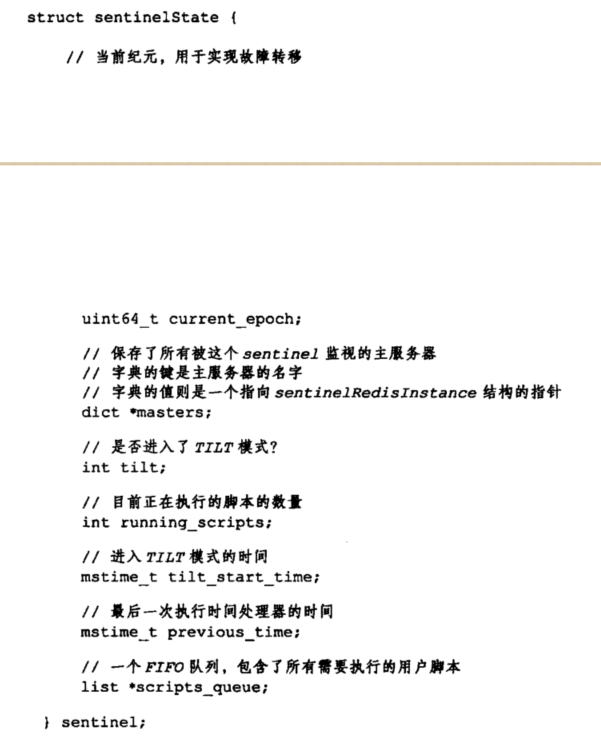 struct sentinelState {
// 当前纪元，用于实现故障转移
uint64_t current_epoch;
// 保存了所有被这个 sentinel 监视的主服务器
// 字典的键是主服务器的名字
// 字典的值则是一个指向 sentinelRedisInstance 结构的指针
dict *masters;
// 是否进入了 TILT 模式？
int tilt;
// 目前正在执行的脚本的数量
int running_scripts;
// 进入 TILT 模式的时间
mstime_t tilt_start_time;
// 最后一次执行时间处理器的时间
mstime_t previous_time;
// 一个 FIFO 队列，包含了所有需要执行的用户脚本
list *scripts_queue;
} sentinel;